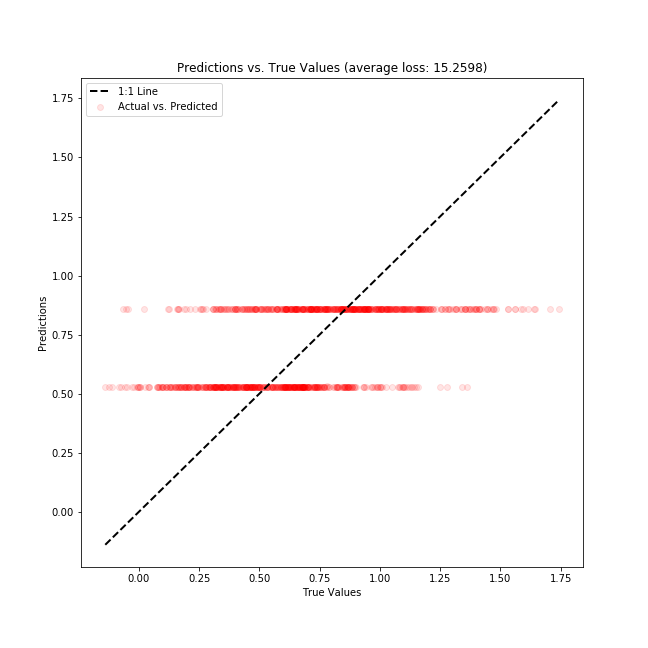 Predictions vs. True Values (average loss: 15.2598)
1:1 Line
Actual vs. Predicted
1.75
1.50
1.25
1.00
0.75
0.50
0.25
0.00
Predictions
0.00 0.25 0.50 0.75 1.00 1.25 1.50 1.75
True Values